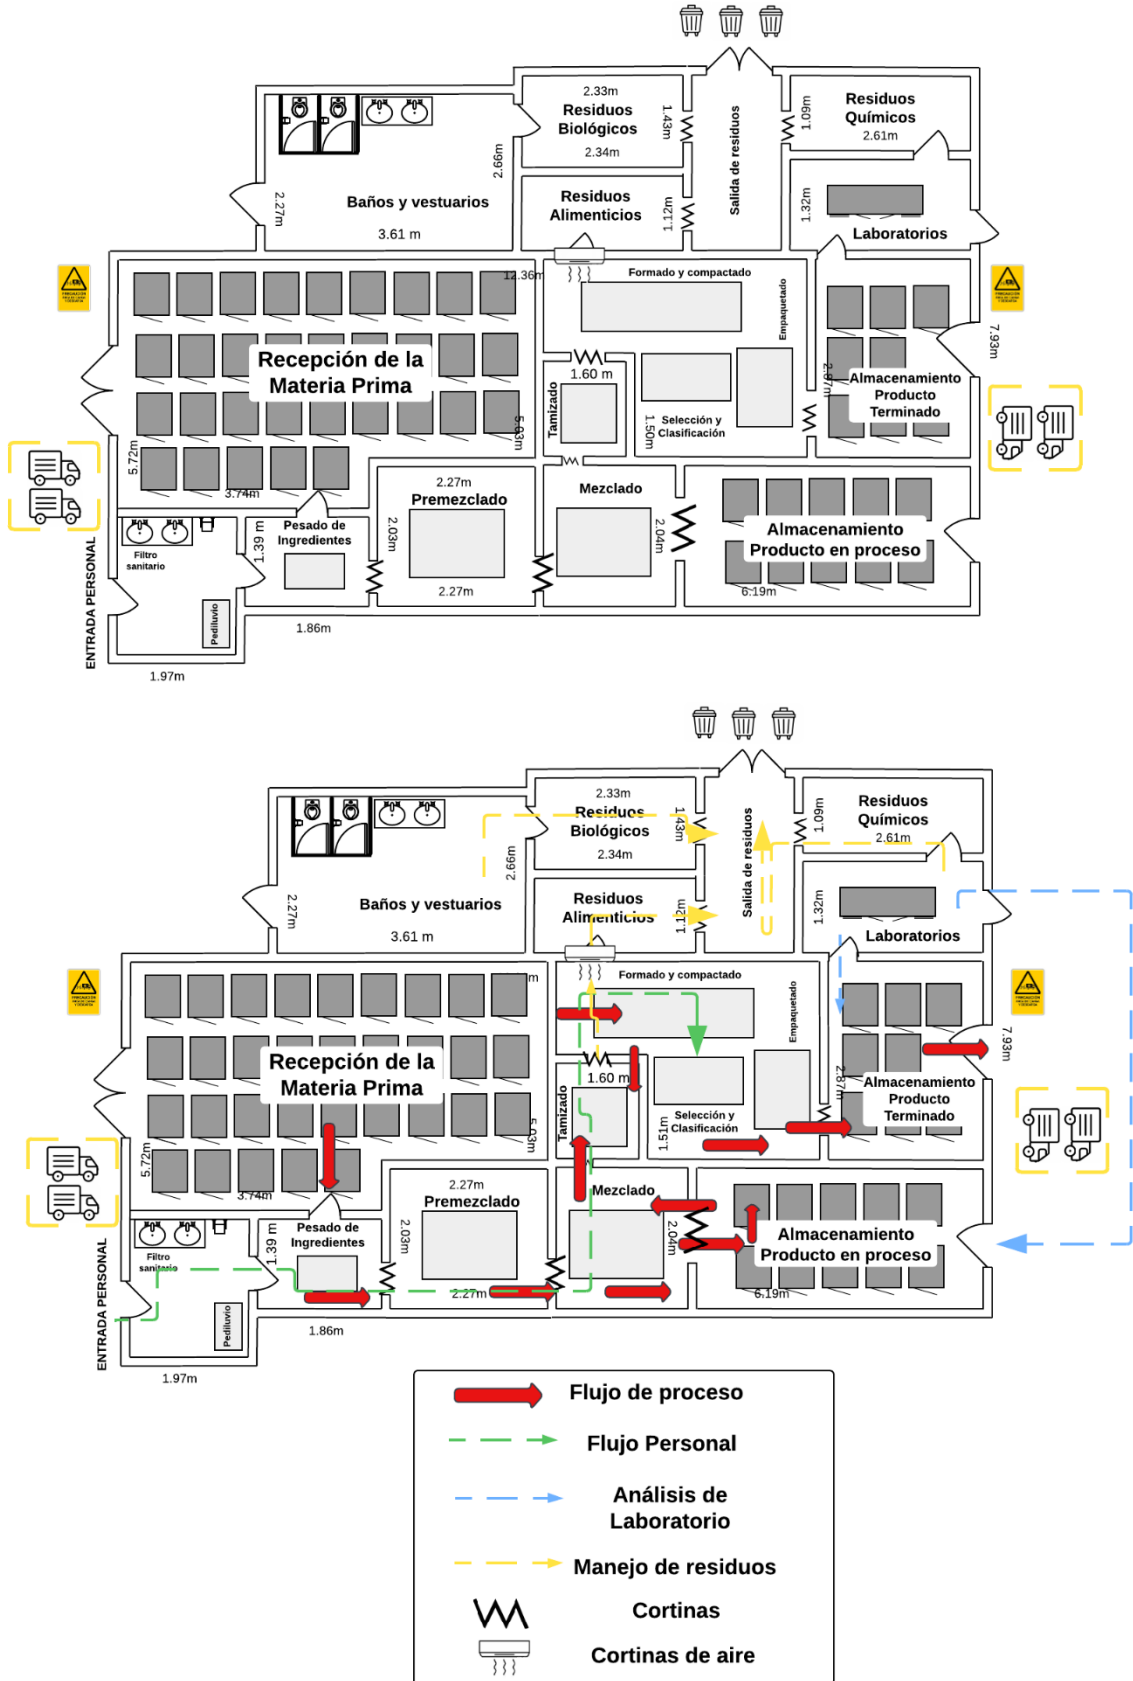 2.33m
Residuos
Biológicos
2.34m
1.43m
Salida de residuos
1.09m
Residuos
Químicos
2.61m
2.66m
2.27m
Baños y vestuarios
3.61 m
Residuos
Alimenticios
1.12m
1.32m
Laboratorios
12.36m
Formado y compactado
Empaquetado
7.93m
Recepción de la
Materia Prima
1.60 m
Tamizado
Selección y
Clasificación
1.50m
2.87m
Almacenamiento
Producto
Terminado
5.03m
5.72m
3.74m
2.27m
Premezclado
2.03m
2.27m
Mezclado
2.04m
Almacenamiento
Producto en proceso
6.19m
Pesado de
Ingredientes
1.39 m
Filtro
sanitario
ENTRADA PERSONAL
Pediluvio
1.86m
1.97m
2.33m
Residuos
Biológicos
2.34m
1.43m
Salida de residuos
1.09m
Residuos
Químicos
2.61m
2.66m
2.27m
Baños y vestuarios
3.61 m
Residuos
Alimenticios
1.12m
1.32m
Laboratorios
m
Formado y compactado
Empaquetado
7.93m
Recepción de la
Materia Prima
1.60 m
Tamizado
Selección y
Clasificación
1.51m
2.87m
Almacenamiento
Producto
Terminado
5.03m
5.72m
3.74m
2.27m
Premezclado
2.03m
2.27m
Mezclado
2.04m
Almacenamiento
Producto en proceso
6.19m
Pesado de
Ingredientes
1.39 m
Filtro
sanitario
ENTRADA PERSONAL
Pediluvio
1.86m
1.97m
Flujo de proceso
Flujo Personal
Análisis de
Laboratorio
Manejo de residuos
Cortinas
Cortinas de aire